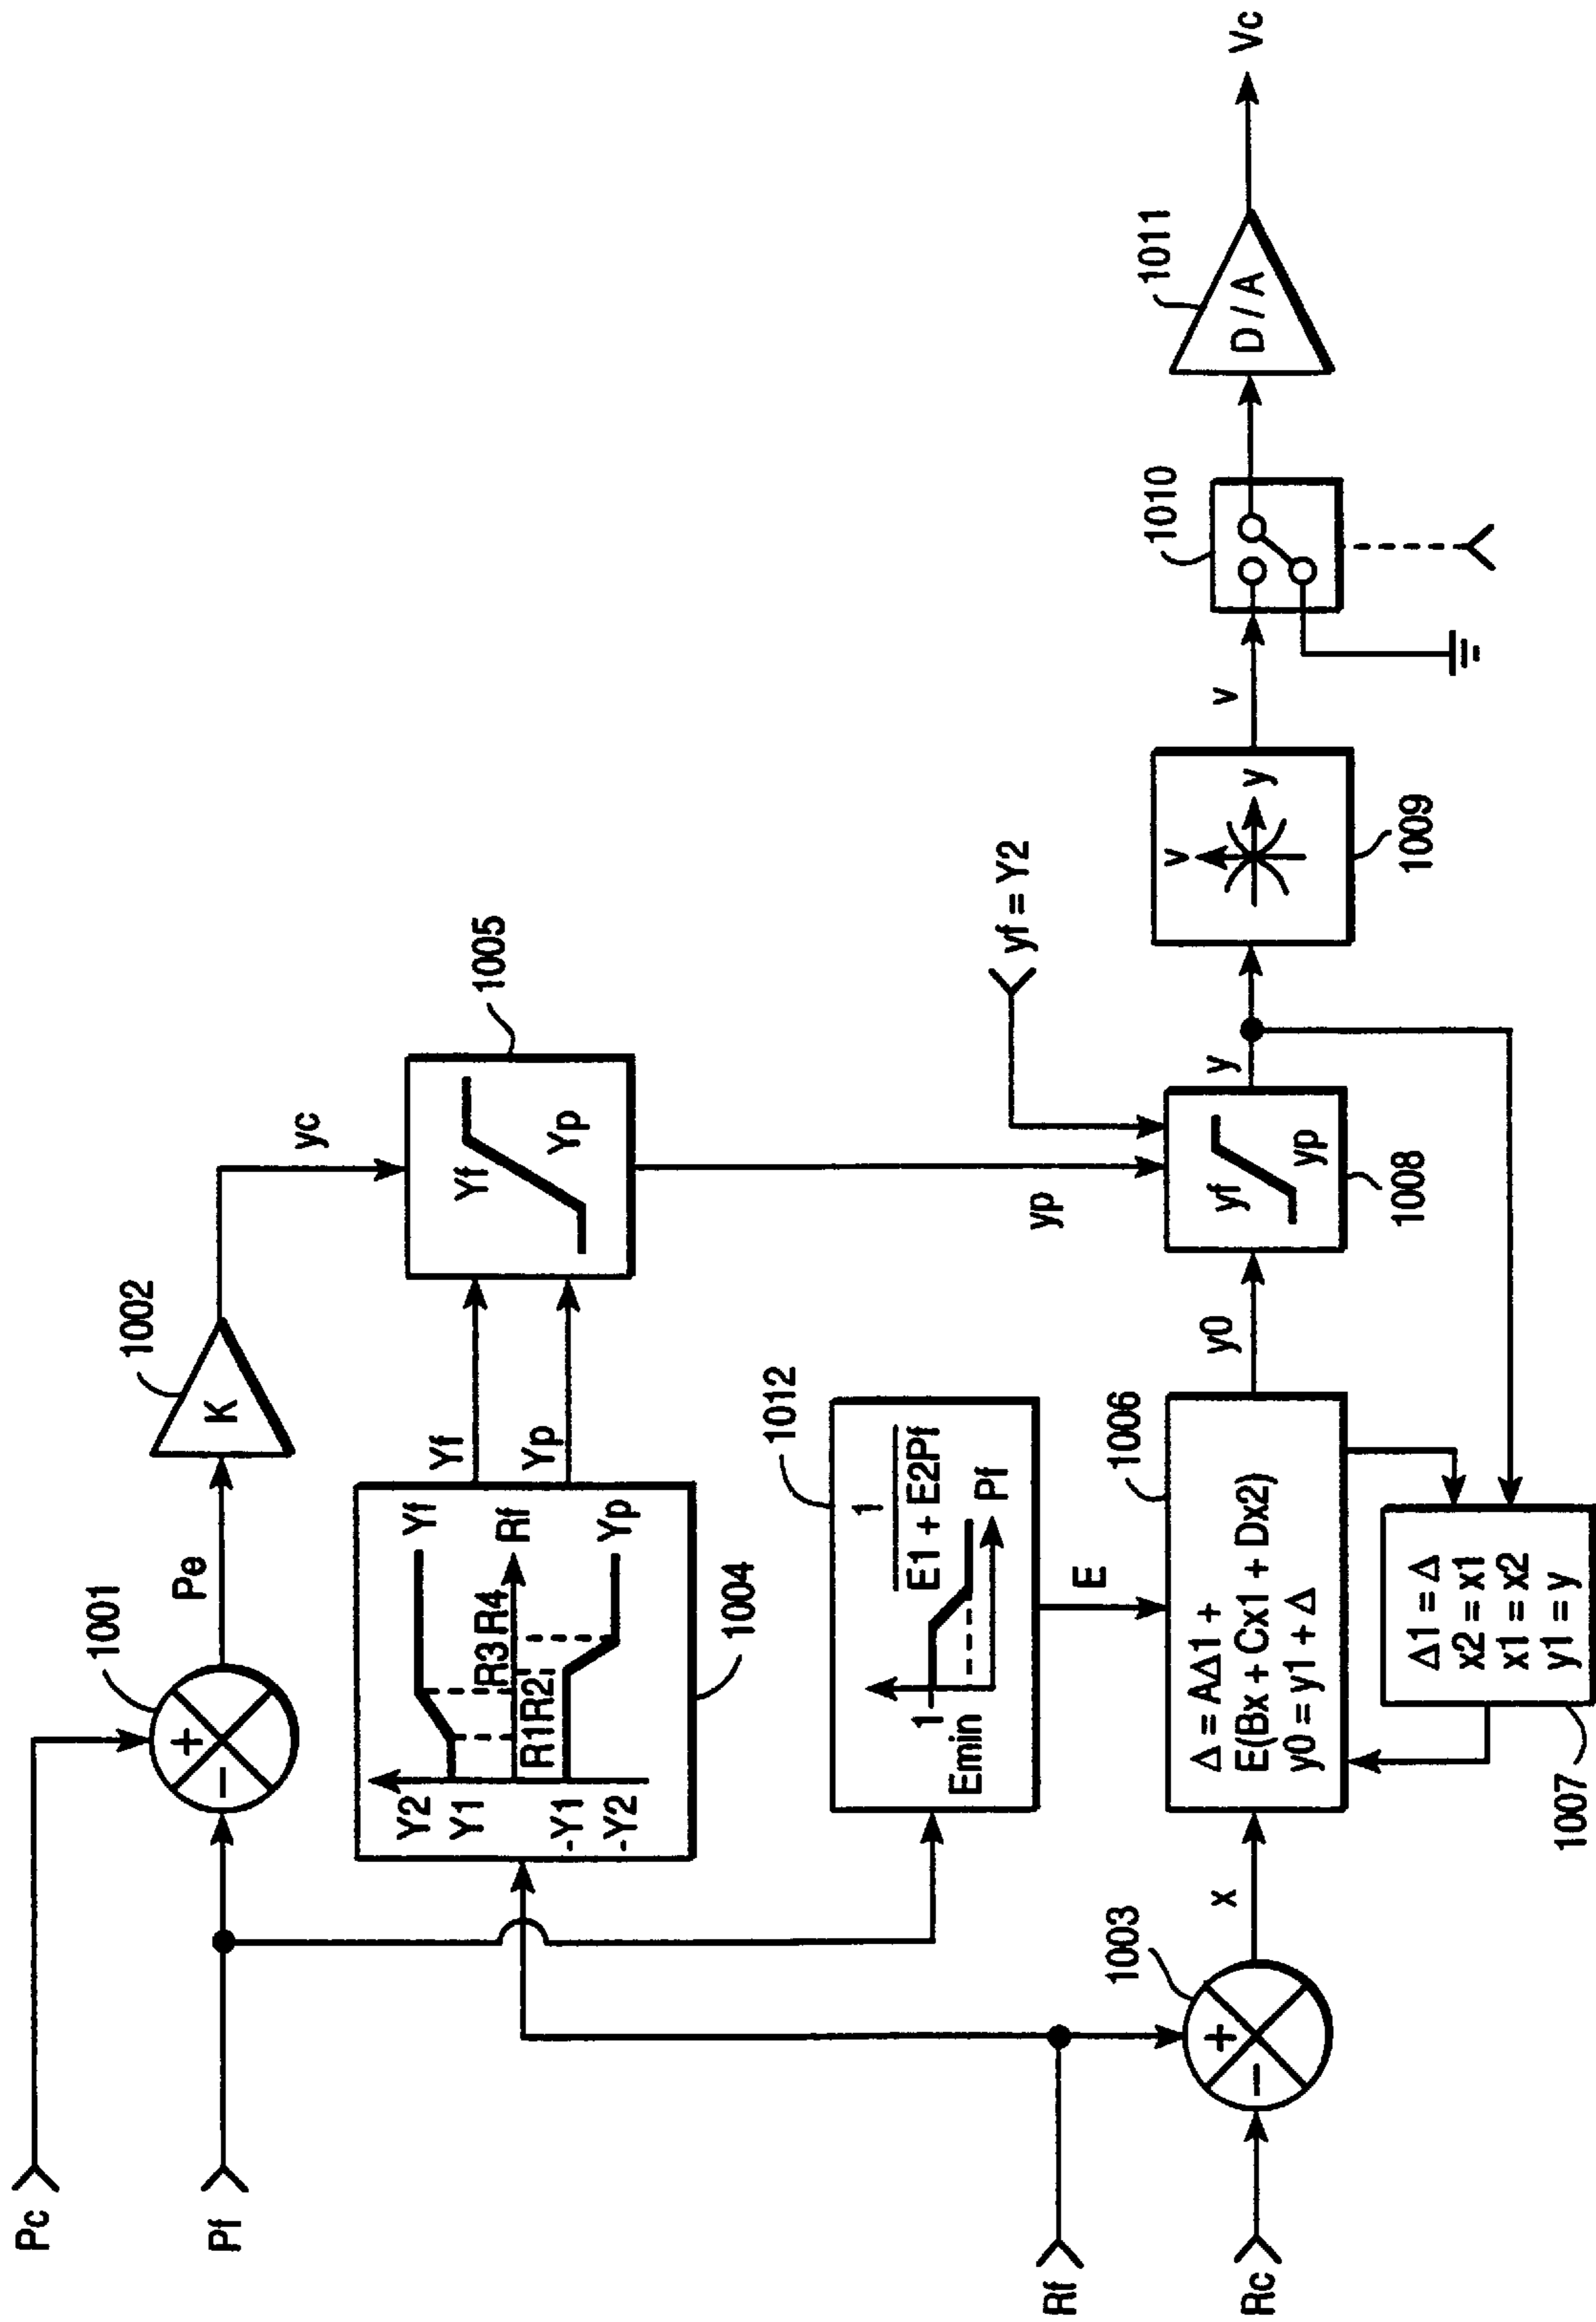 Pc
Pf
1001
+
−
Pe
1002
K
yc
1005
Yf
Yp
Y2
Y1
-Y1
-Y2
R1R2
R3R4
Rf
Yf
Yp
1004
Yf
Yp
1012
1
E1 + E2Pf
1
Emin
Pf
E
yf = Y2
yp
Rf
Rc
1003
+
−
x
1006
Δ = AΔ1 +
E(Bx + Cx1 + Dx2)
y0 = y1 + Δ
y0
1007
Δ1 = Δ
x2 = x1
x1 = x2
y1 = y
yf
yp
1008
y
v
y
1009
v
1010
1011
D / A
Vc